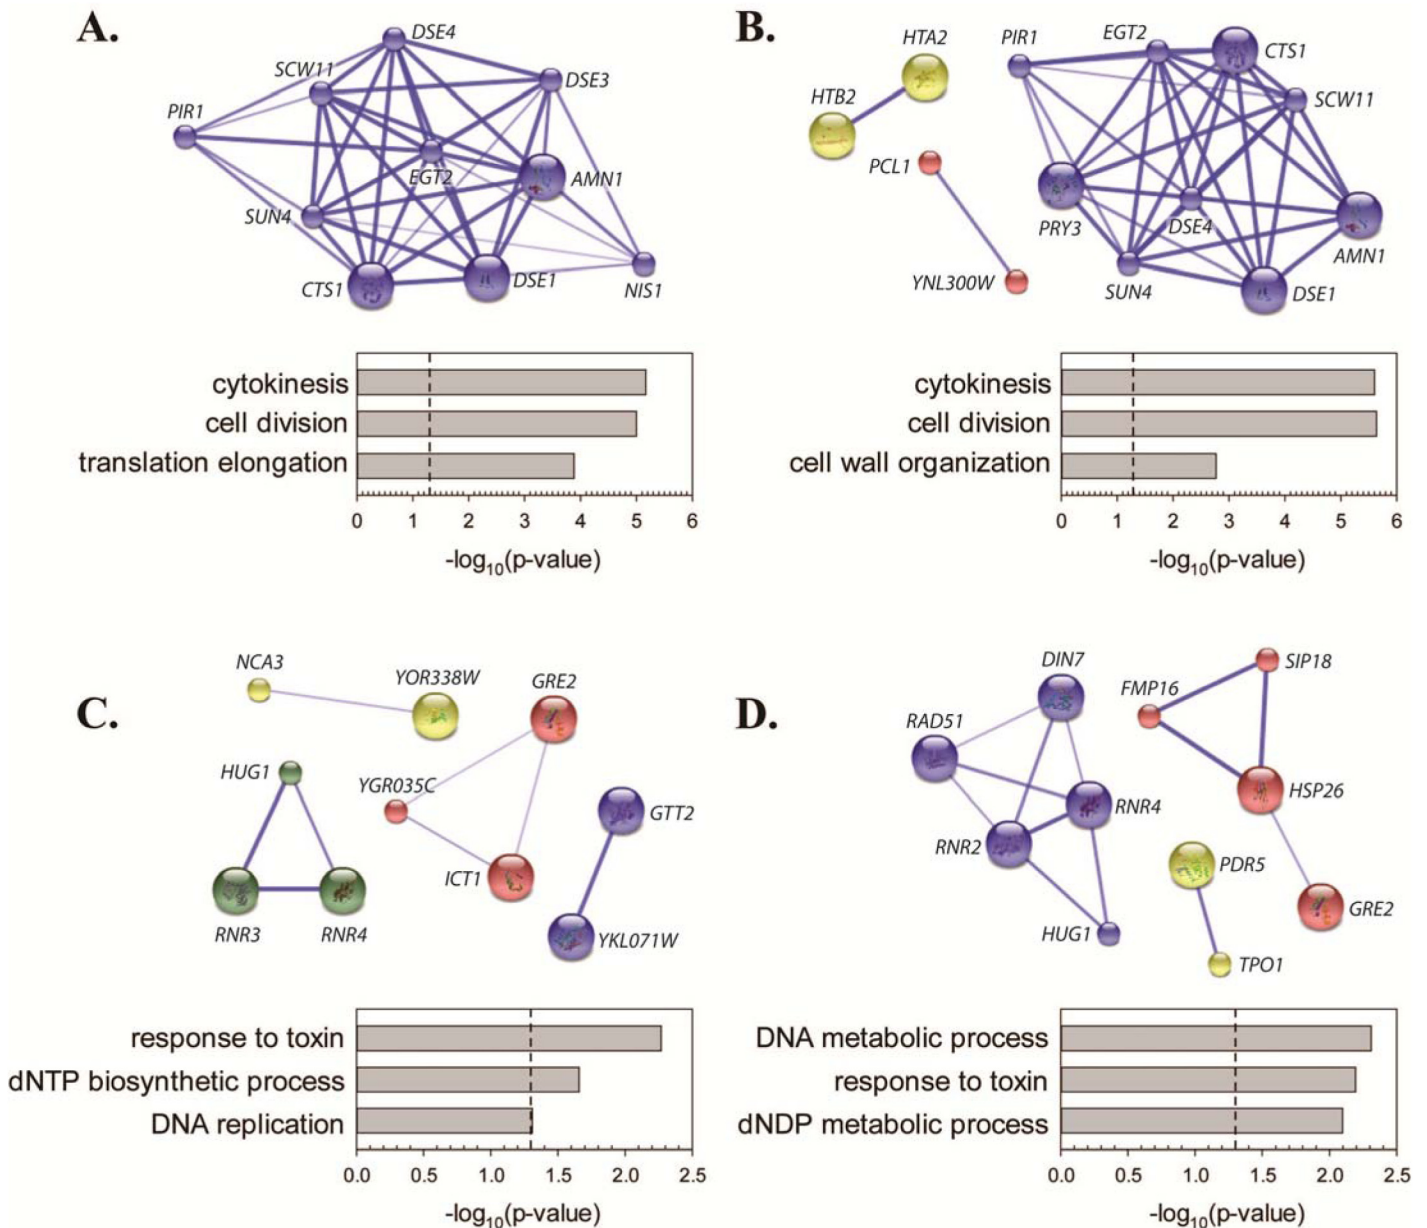 A.
DSE4
SCW11
DSE3
PIR1
EGT2
AMN1
SUN4
CTS1
DSE1
NIS1
cytokinesis
cell division
translation elongation
0 1 2 3 4 5 6
-log10(p-value)
B.
HTA2
PIR1
EGT2
CTS1
HTB2
SCW11
PCL1
PRY3
DSE4
AMN1
YNL300W
SUN4
DSE1
cytokinesis
cell division
cell wall organization
0 1 2 3 4 5 6
-log10(p-value)
C.
NCA3
YOR338W
GRE2
HUG1
YGR035C
GTT2
ICT1
RNR3
RNR4
YKL071W
response to toxin
dNTP biosynthetic process
DNA replication
0.0 0.5 1.0 1.5 2.0 2.5
-log10(p-value)
D.
DIN7
SIP18
FMP16
RAD51
HSP26
RNR4
RNR2
PDR5
GRE2
HUG1
TPO1
DNA metabolic process
response to toxin
dNDP metabolic process
0.0 0.5 1.0 1.5 2.0 2.5
-log10(p-value)